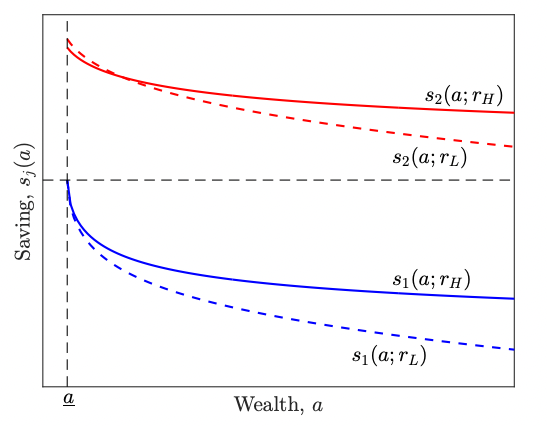 s₂(a; r_H)
s₂(a; r_L)
Saving, s_j(a)
s₁(a; r_H)
s₁(a; r_L)
a̲
Wealth, a